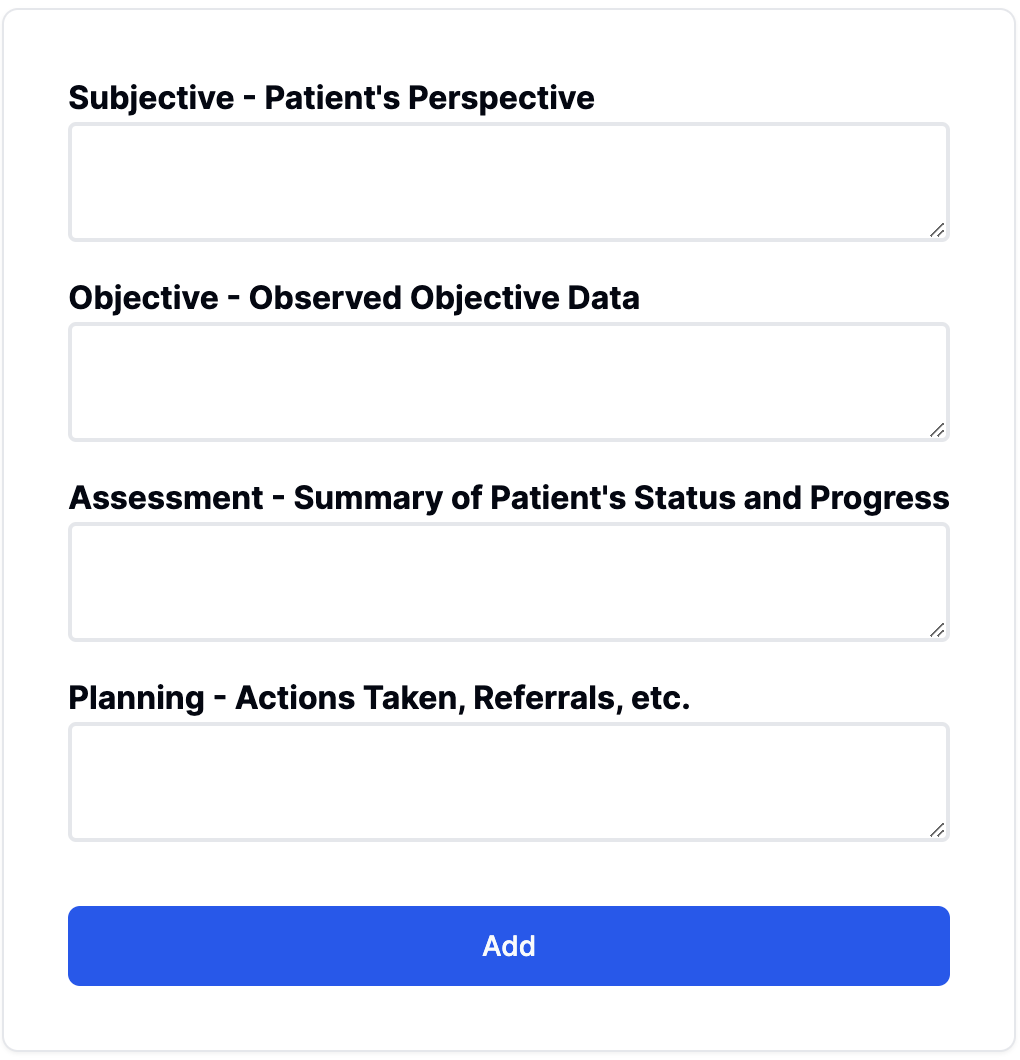 Subjective - Patient's Perspective
Objective - Observed Objective Data
Assessment - Summary of Patient's Status and Progress
Planning - Actions Taken, Referrals, etc.
Add